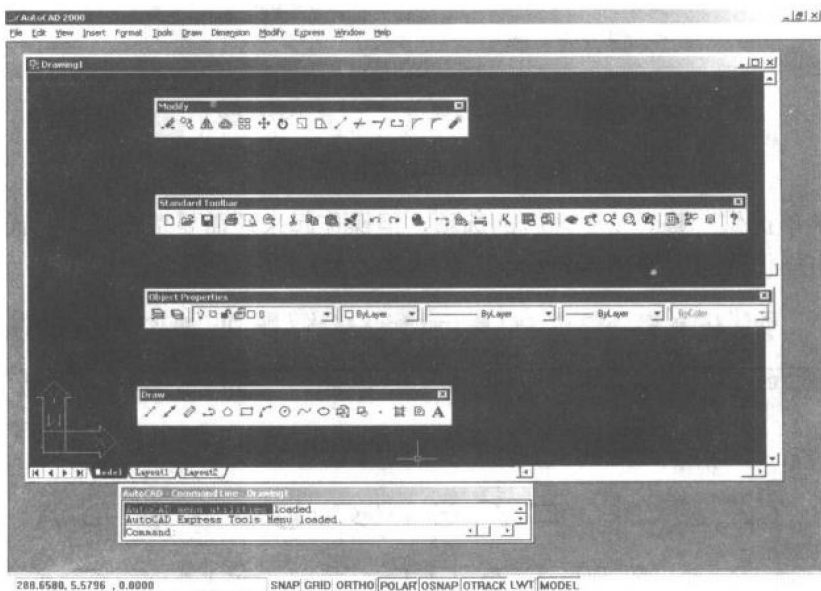 AutoCAD 2000
File Edit View Insert Format Tools Draw Dimension Modify Express Window Help
Drawing1
Modify
Standard Toolbar
Object Properties
0 ByLayer ByLayer ByLayer ByColor
Draw
A
Model Layout1 Layout2
AutoCAD - Command Line - Drawing1
AutoCAD menu utilities loaded
AutoCAD Express Tools Menu loaded.
Command:
288.6580, 5.5796 , 0.0000 SNAP GRID ORTHO POLAR OSNAP OTRACK LWT MODEL